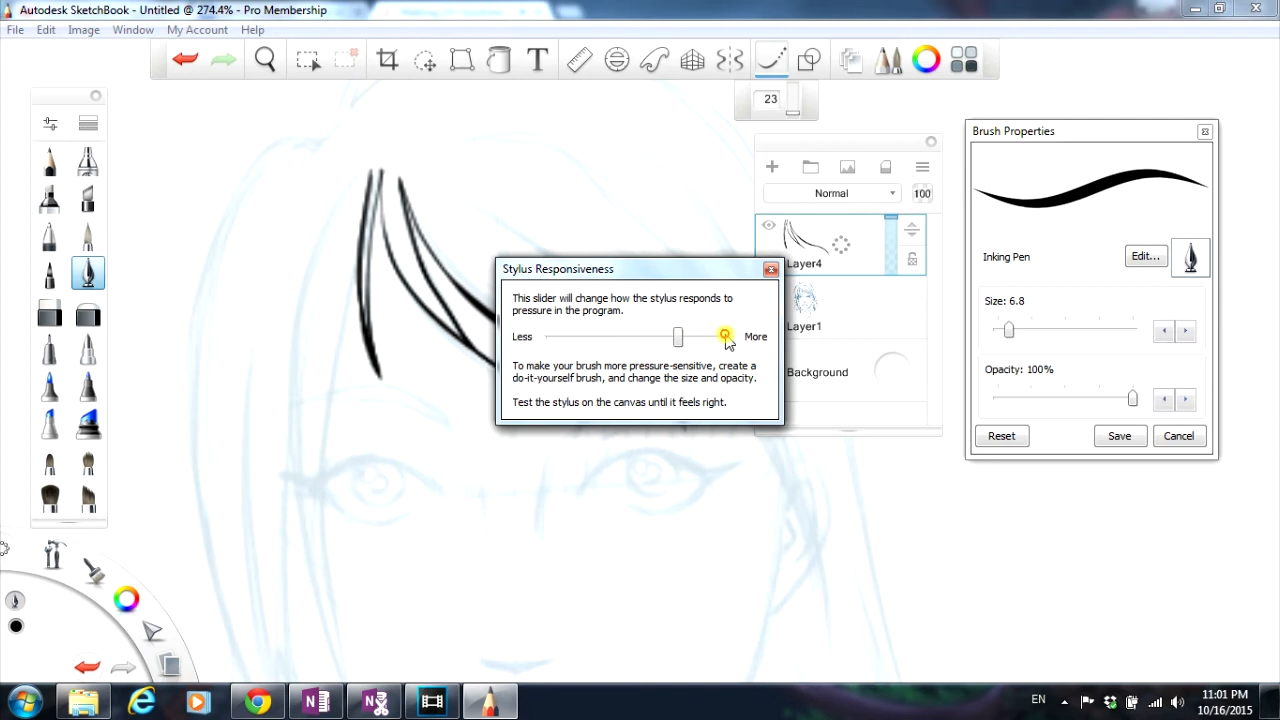 Autodesk SketchBook - Untitled @ 274.4% - Pro Membership
File Edit Image Window My Account Help
T
23
Brush Properties
Normal 100
Layer4
Inking Pen Edit...
Stylus Responsiveness
This slider will change how the stylus responds to
pressure in the program.
Less More
To make your brush more pressure-sensitive, create a
do-it-yourself brush, and change the size and opacity.
Test the stylus on the canvas until it feels right.
Size: 6.8
Layer1
Opacity: 100%
Background
Reset Save Cancel
EN
11:01 PM
10/16/2015